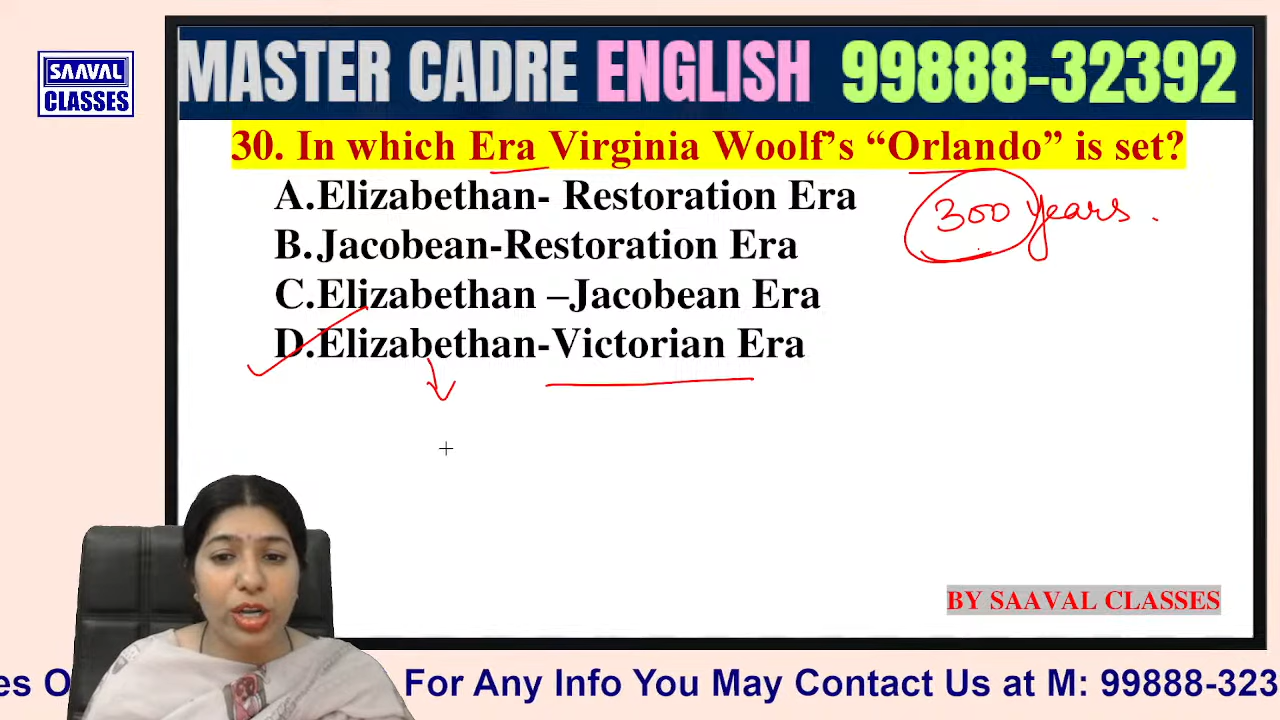 SAAVAL
CLASSES
MASTER CADRE ENGLISH 99888-32392
30. In which Era Virginia Woolf’s “Orlando” is set?
A.Elizabethan- Restoration Era
300 years .
B.Jacobean-Restoration Era
C.Elizabethan –Jacobean Era
D.Elizabethan-Victorian Era
BY SAAVAL CLASSES
es O
For Any Info You May Contact Us at M: 99888-323